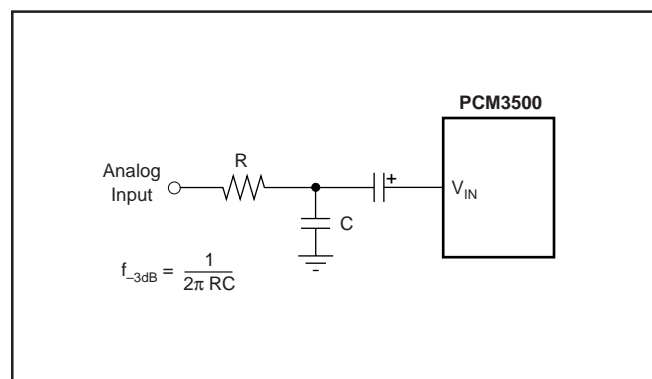 PCM3500
R
Analog
Input
+
V_IN
C
f_–3dB = 1
2π RC